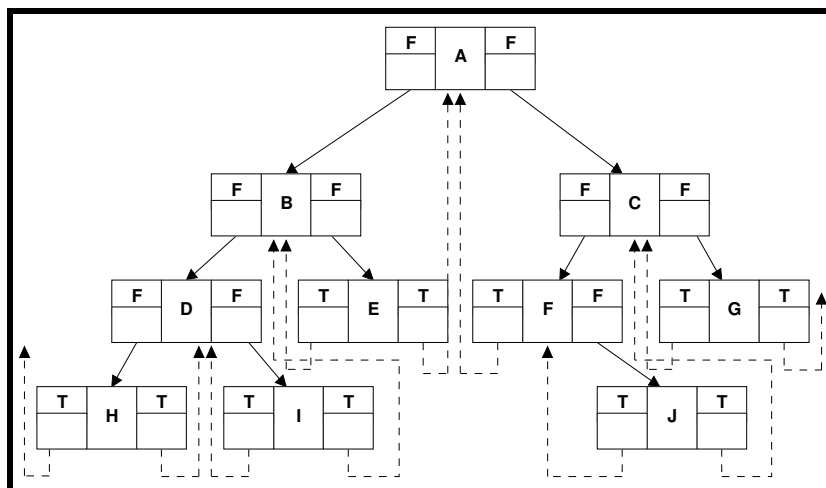 F A F
F B F
F C F
F D F
T E T
T F F
T G T
T H T
T I T
T J T